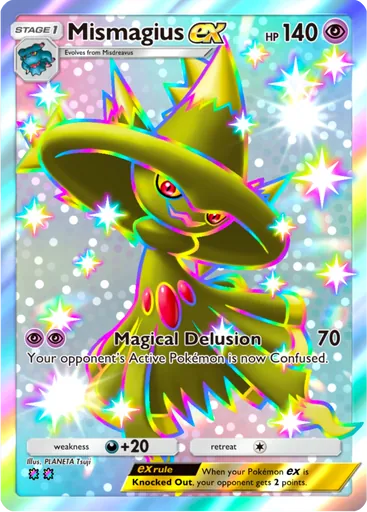 STAGE 1
Mismagius ex
HP 140
Evolves from Misdreavus
Magical Delusion 70
Your opponent's Active Pokémon is now Confused.
weakness +20 retreat
Illus. PLANETA Tsuji
ex rule
When your Pokémon ex is
Knocked Out, your opponent gets 2 points.